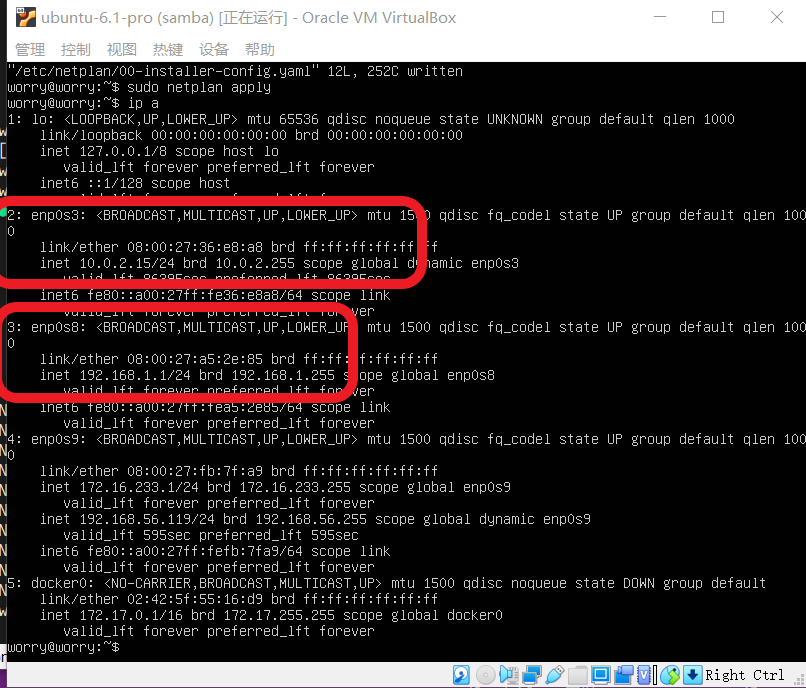 ubuntu-6.1-pro (samba) [正在运行] - Oracle VM VirtualBox
管理 控制 视图 热键 设备 帮助
"/etc/netplan/00-installer-config.yaml" 12L, 252C written
worry@worry:~$ sudo netplan apply
worry@worry:~$ ip a
1: lo: <LOOPBACK,UP,LOWER_UP> mtu 65536 qdisc noqueue state UNKNOWN group default qlen 1000
link/loopback 00:00:00:00:00:00 brd 00:00:00:00:00:00
inet 127.0.0.1/8 scope host lo
valid_lft forever preferred_lft forever
inet6 ::1/128 scope host
2: enp0s3: <BROADCAST,MULTICAST,UP,LOWER_UP> mtu 1500 qdisc fq_codel state UP group default qlen 100
0
link/ether 08:00:27:36:e8:a8 brd ff:ff:ff:ff:ff:ff
inet 10.0.2.15/24 brd 10.0.2.255 scope global dynamic enp0s3
valid_lft 86395sec preferred_lft 86395sec
inet6 fe80::a00:27ff:fe36:e8a8/64 scope link
valid_lft forever preferred_lft forever
3: enp0s8: <BROADCAST,MULTICAST,UP,LOWER_UP> mtu 1500 qdisc fq_codel state UP group default qlen 100
0
link/ether 08:00:27:a5:2e:85 brd ff:ff:ff:ff:ff:ff
inet 192.168.1.1/24 brd 192.168.1.255 scope global enp0s8
valid_lft forever preferred_lft forever
inet6 fe80::a00:27ff:fea5:2e85/64 scope link
valid_lft forever preferred_lft forever
4: enp0s9: <BROADCAST,MULTICAST,UP,LOWER_UP> mtu 1500 qdisc fq_codel state UP group default qlen 100
0
link/ether 08:00:27:fb:7f:a9 brd ff:ff:ff:ff:ff:ff
inet 172.16.233.1/24 brd 172.16.233.255 scope global enp0s9
valid_lft forever preferred_lft forever
inet 192.168.56.119/24 brd 192.168.56.255 scope global dynamic enp0s9
valid_lft 595sec preferred_lft 595sec
inet6 fe80::a00:27ff:fefb:7fa9/64 scope link
valid_lft forever preferred_lft forever
5: docker0: <NO-CARRIER,BROADCAST,MULTICAST,UP> mtu 1500 qdisc noqueue state DOWN group default
link/ether 02:42:5f:55:16:d9 brd ff:ff:ff:ff:ff:ff
inet 172.17.0.1/16 brd 172.17.255.255 scope global docker0
valid_lft forever preferred_lft forever
worry@worry:~$
Right Ctrl